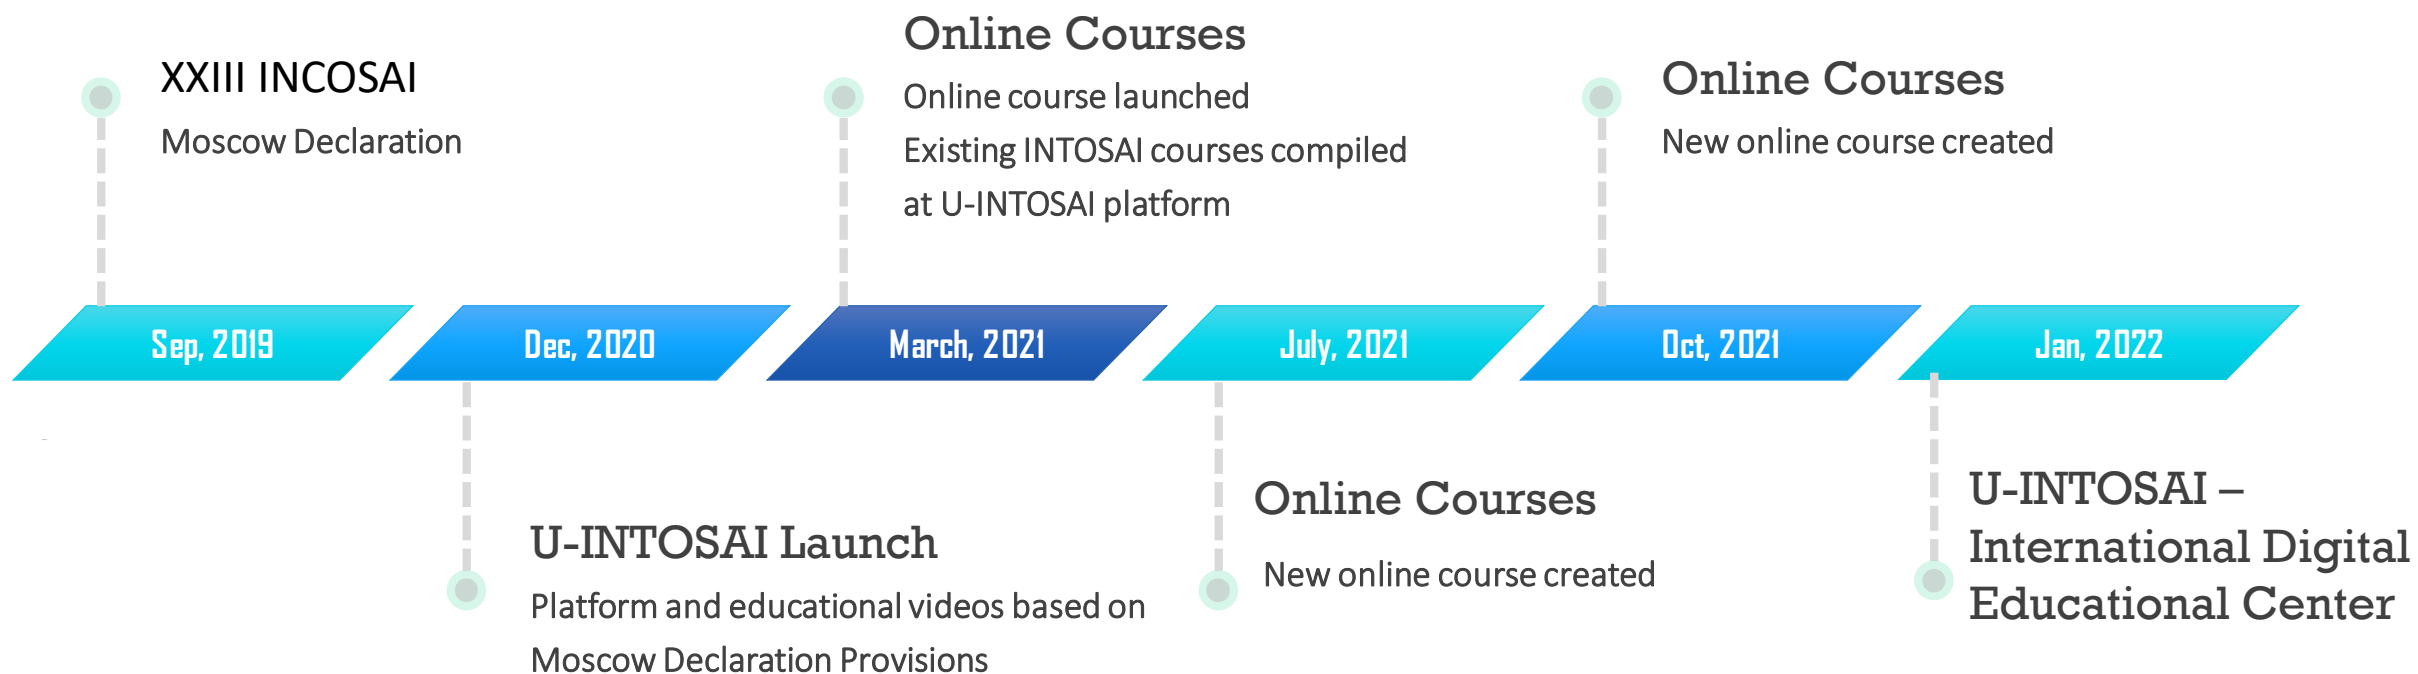 XXIII INCOSAI
Moscow Declaration
Online Courses
Online course launched
Existing INTOSAI courses compiled
at U-INTOSAI platform
Online Courses
New online course created
Sep, 2019
Dec, 2020
March, 2021
July, 2021
Oct, 2021
Jan, 2022
U-INTOSAI Launch
Platform and educational videos based on
Moscow Declaration Provisions
Online Courses
New online course created
U-INTOSAI –
International Digital
Educational Center